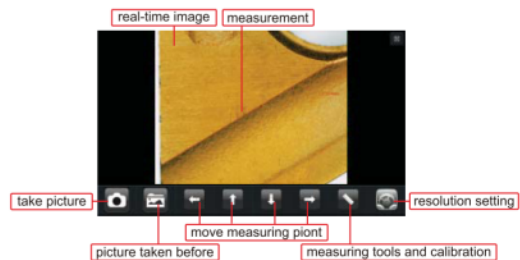 real-time image
measurement
take picture
resolution setting
move measuring piont
picture taken before
measuring tools and calibration